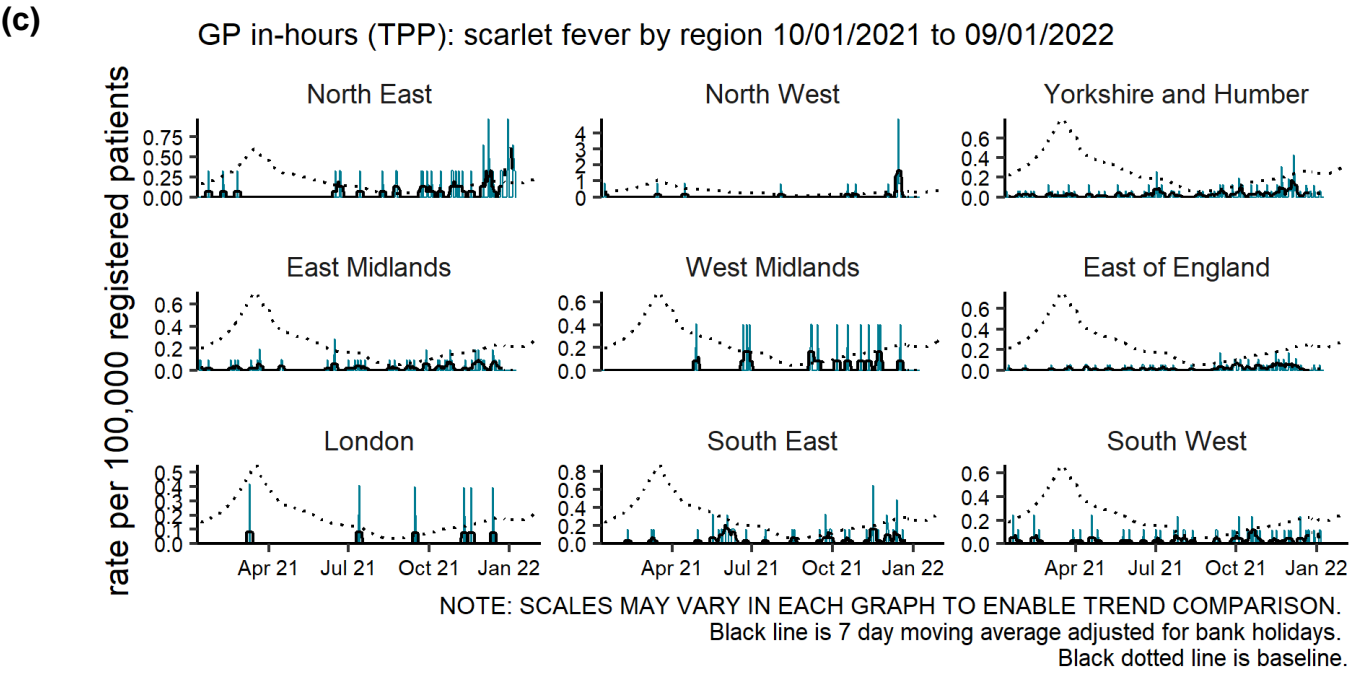 (c)
GP in-hours (TPP): scarlet fever by region 10/01/2021 to 09/01/2022
rate per 100,000 registered patients
North East
0.75
0.50
0.25
0.00
North West
4
3
2
1
0
Yorkshire and Humber
0.6
0.4
0.2
0.0
East Midlands
0.6
0.4
0.2
0.0
West Midlands
0.6
0.4
0.2
0.0
East of England
0.6
0.4
0.2
0.0
London
0.5
0.4
0.3
0.2
0.1
0.0
South East
0.8
0.6
0.4
0.2
0.0
South West
0.6
0.4
0.2
0.0
Apr 21 Jul 21 Oct 21 Jan 22
Apr 21 Jul 21 Oct 21 Jan 22
Apr 21 Jul 21 Oct 21 Jan 22
NOTE: SCALES MAY VARY IN EACH GRAPH TO ENABLE TREND COMPARISON.
Black line is 7 day moving average adjusted for bank holidays.
Black dotted line is baseline.